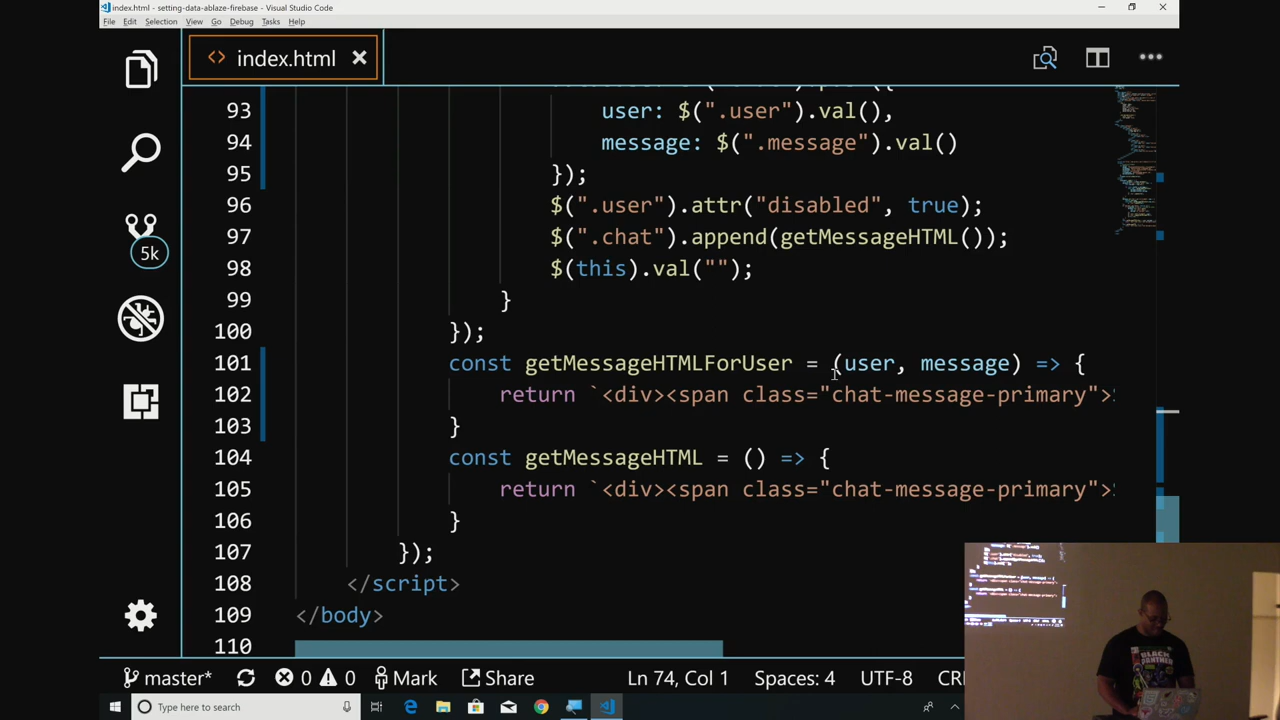 index.html - setting-data-ablaze-firebase - Visual Studio Code
File Edit Selection View Go Debug Tasks Help
index.html
93 user: $(".user").val(),
94 message: $(".message").val()
95 });
96 $(".user").attr("disabled", true);
97 $(".chat").append(getMessageHTML());
98 $(this).val("");
99 }
100 });
101 const getMessageHTMLForUser = (user, message) => {
102 return `<div><span class="chat-message-primary">
103 }
104 const getMessageHTML = () => {
105 return `<div><span class="chat-message-primary">
106 }
107 });
108 </script>
109 </body>
110
5k
master* 0 0 Mark Share Ln 74, Col 1 Spaces: 4 UTF-8
Type here to search
BLACK PANTHER